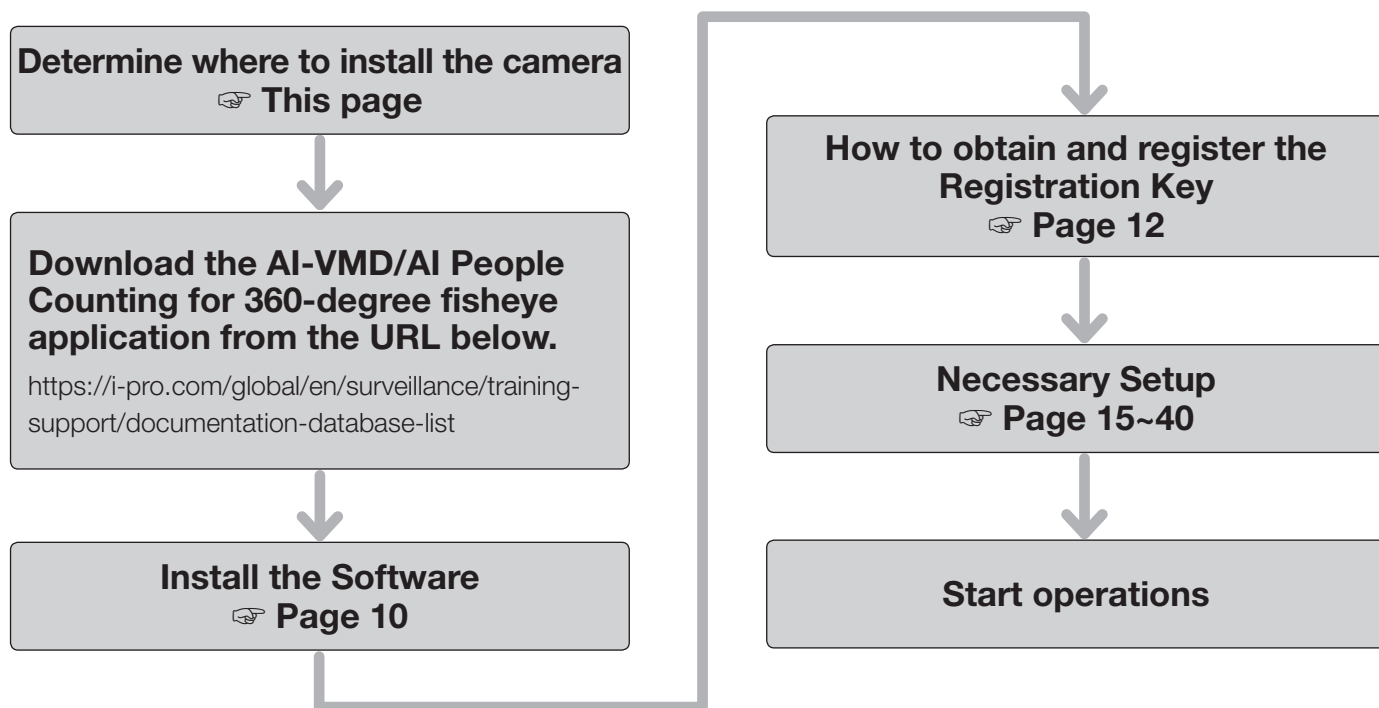 Determine where to install the camera
☞ This page
Download the AI-VMD/AI People
Counting for 360-degree fisheye
application from the URL below.
https://i-pro.com/global/en/surveillance/training-
support/documentation-database-list
Install the Software
☞ Page 10
How to obtain and register the
Registration Key
☞ Page 12
Necessary Setup
☞ Page 15~40
Start operations